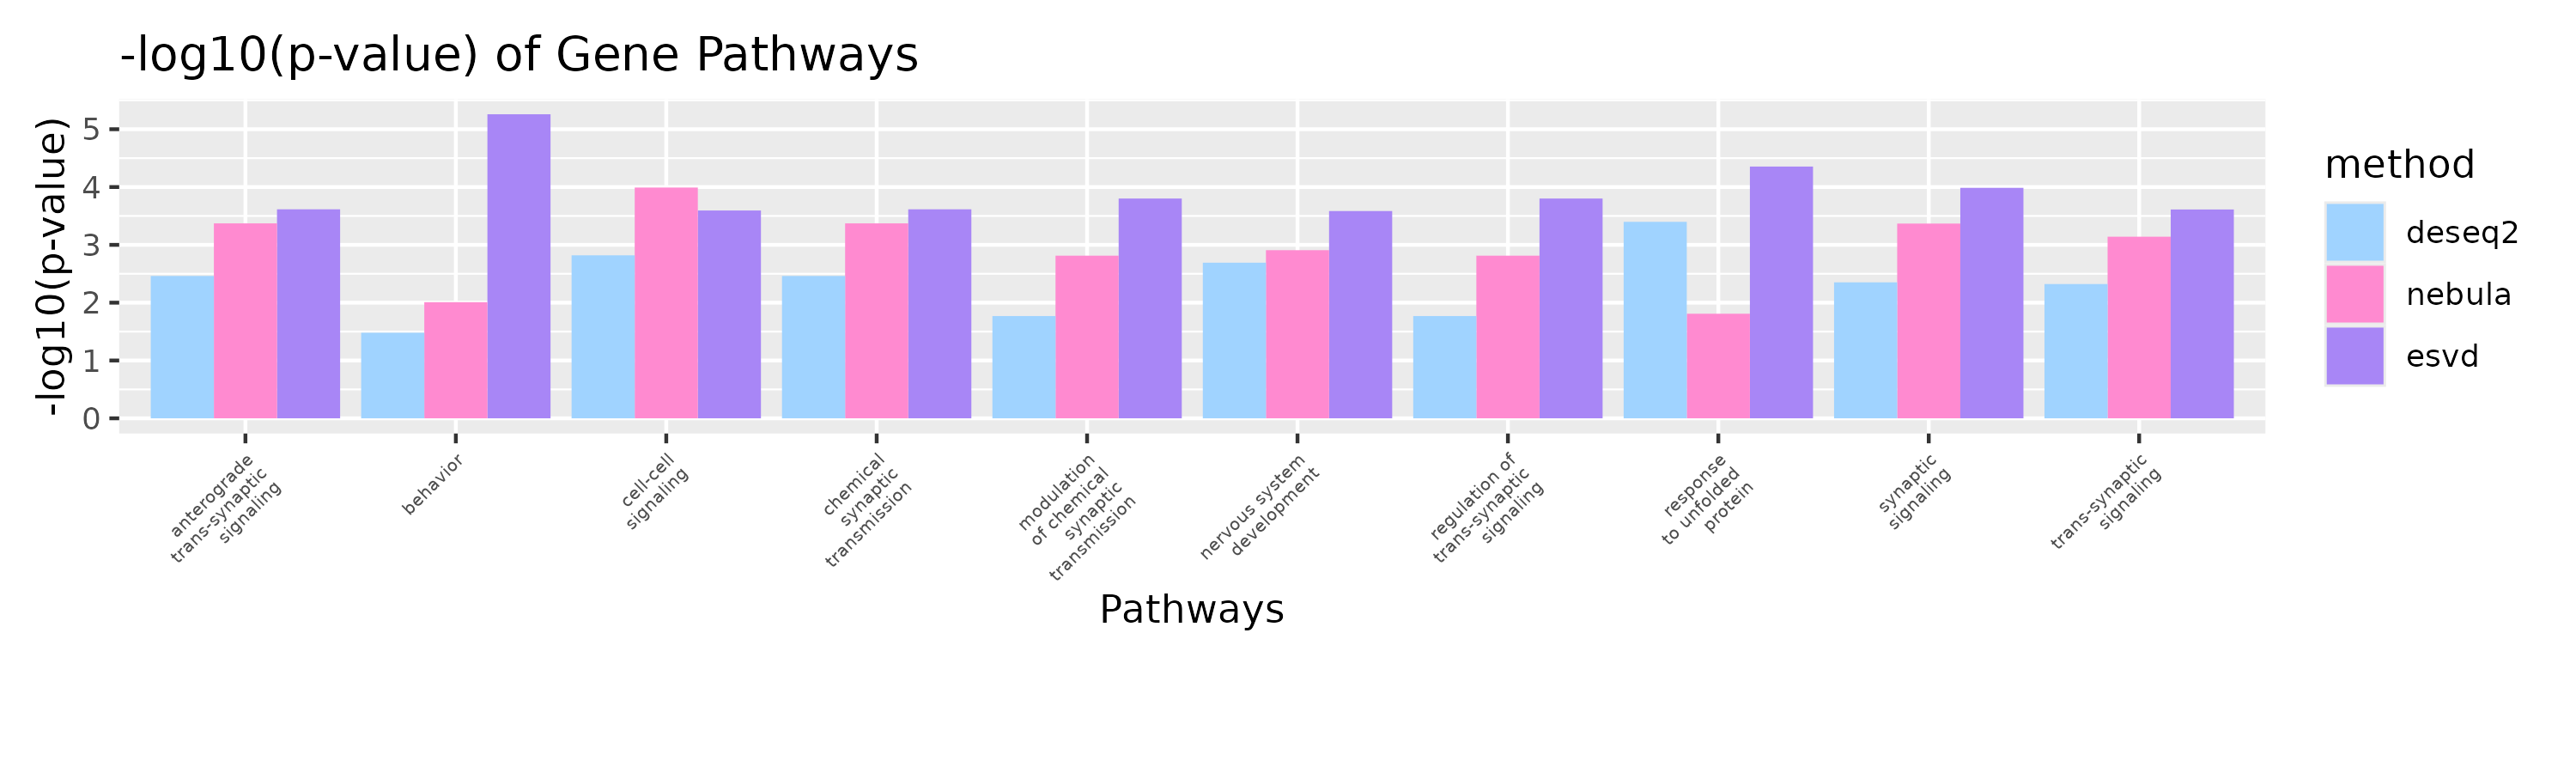 -log10(p-value) of Gene Pathways
-log10(p-value)
5
4
3
2
1
0
anterograde
trans-synaptic
signaling
behavior
cell-cell
signaling
chemical
synaptic
transmission
modulation
of chemical
synaptic
transmission
nervous system
development
regulation of
trans-synaptic
signaling
response
to unfolded
protein
synaptic
signaling
trans-synaptic
signaling
Pathways
method
deseq2
nebula
esvd